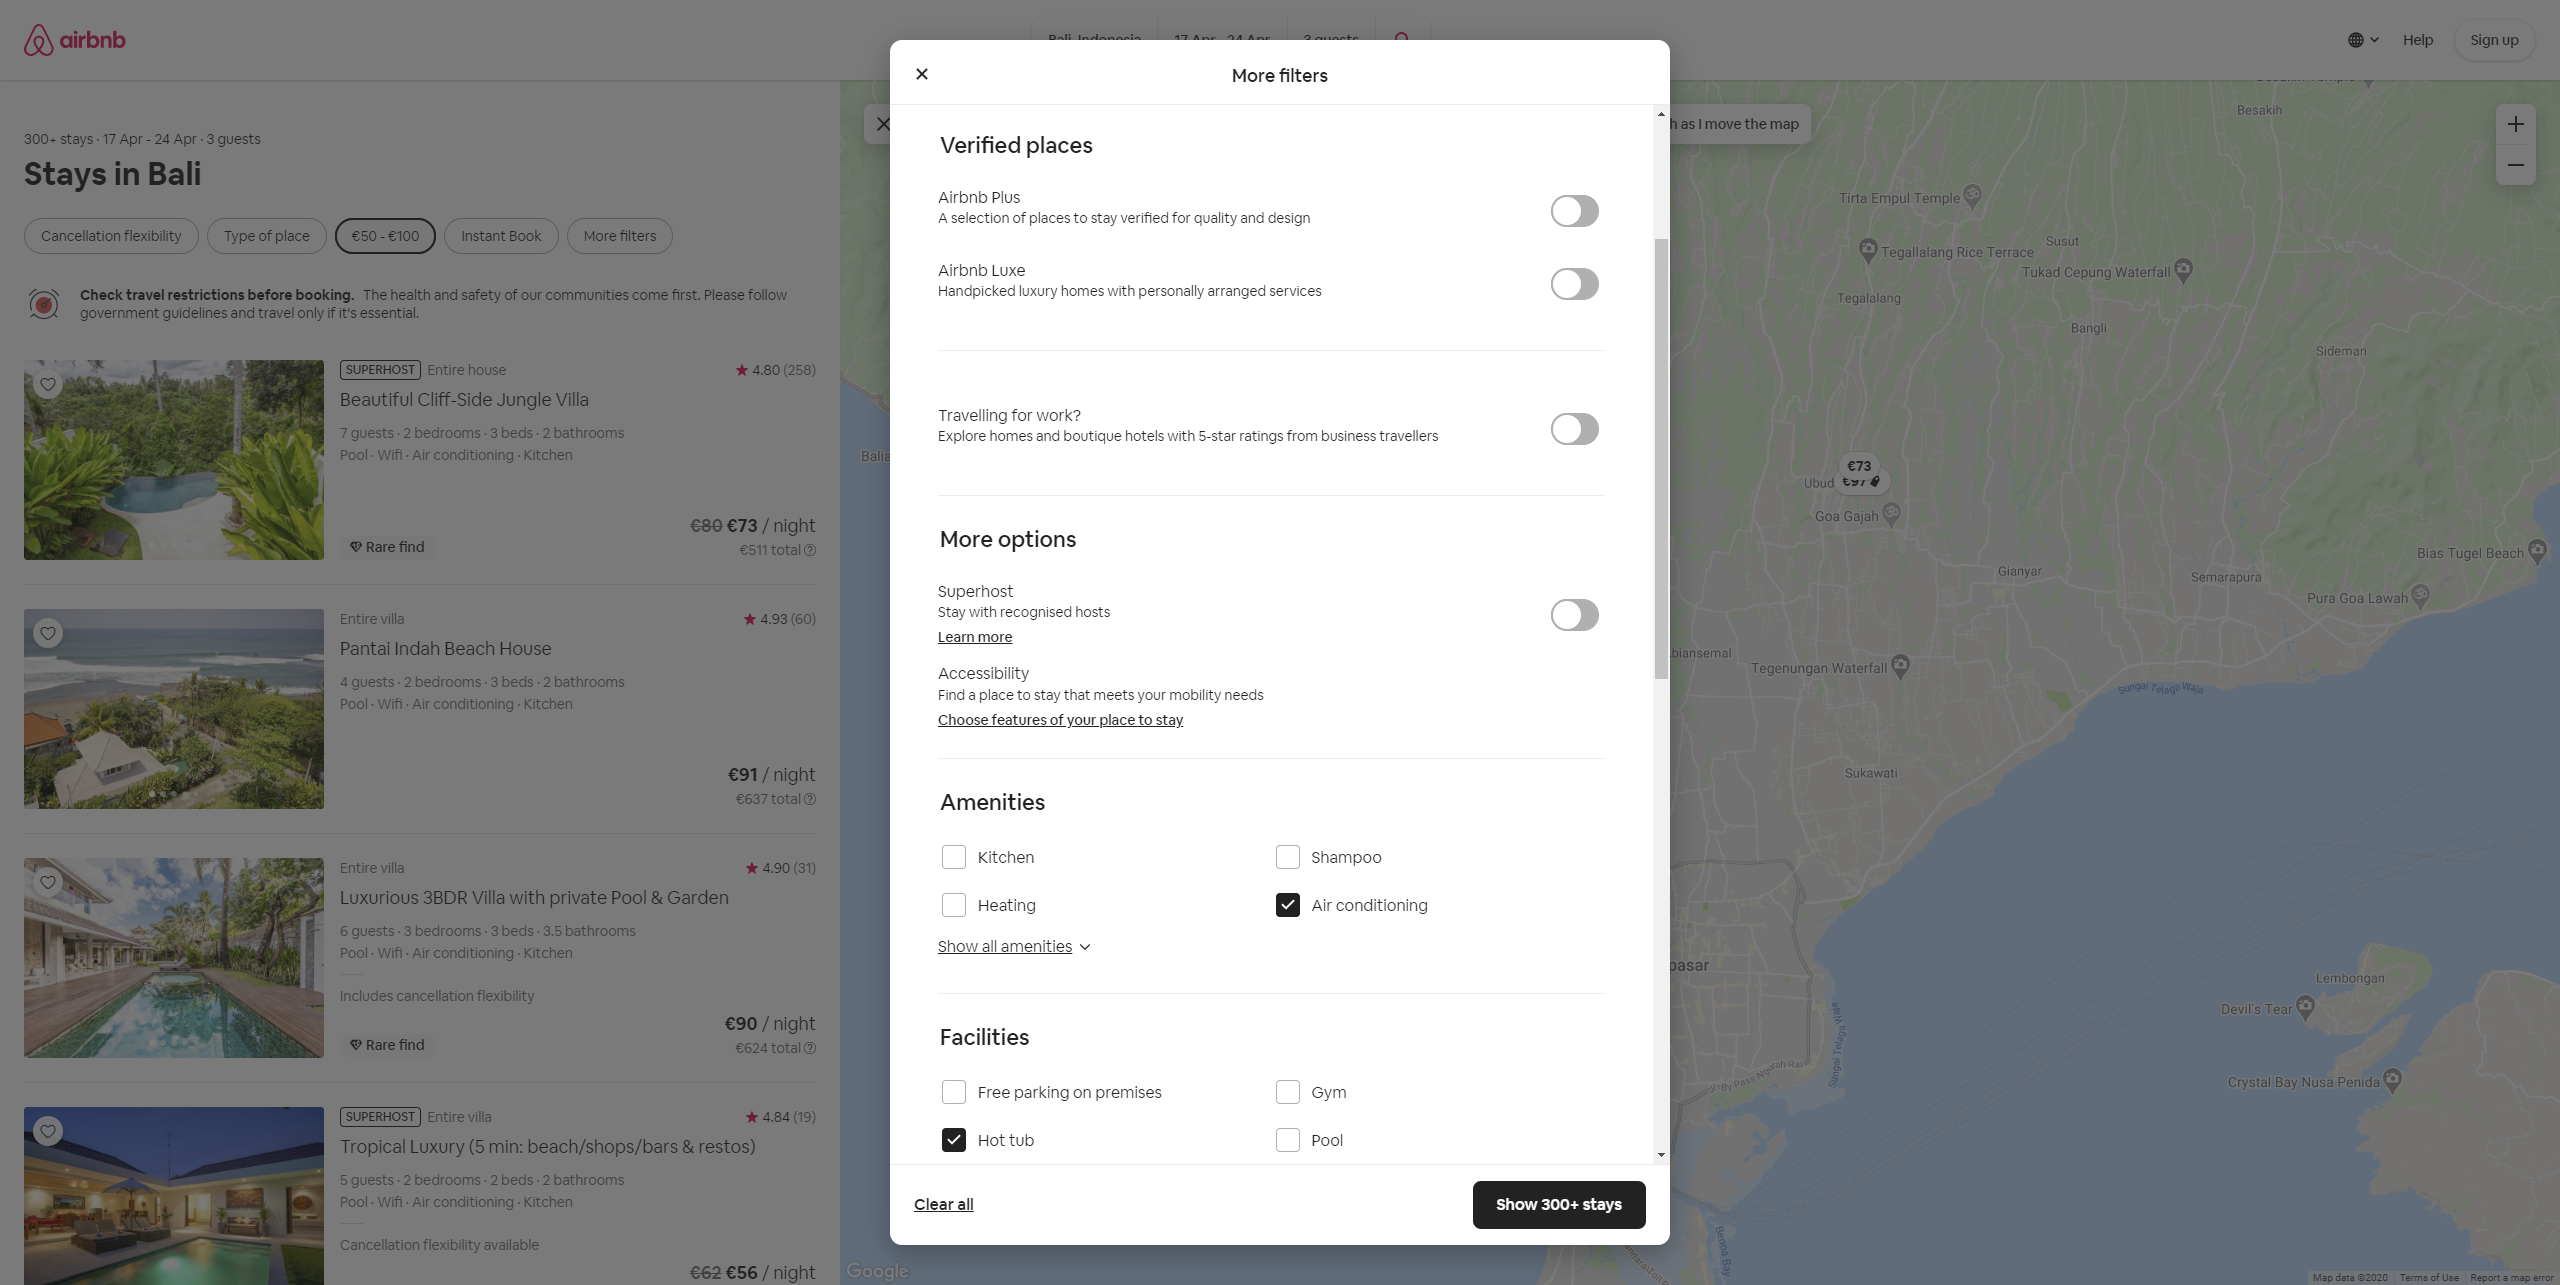 airbnb
Bali, Indonesia
17 Apr - 24 Apr
3 guests
Help
Sign up
300+ stays · 17 Apr - 24 Apr · 3 guests
Stays in Bali
Cancellation flexibility
Type of place
€50 - €100
Instant Book
More filters
Check travel restrictions before booking. The health and safety of our communities come first. Please follow
government guidelines and travel only if it's essential.
SUPERHOST Entire house
4.80 (258)
Beautiful Cliff-Side Jungle Villa
7 guests · 2 bedrooms · 3 beds · 2 bathrooms
Pool · Wifi · Air conditioning · Kitchen
€80 €73 / night
Rare find
€511 total
Entire villa
4.93 (60)
Pantai Indah Beach House
4 guests · 2 bedrooms · 3 beds · 2 bathrooms
Pool · Wifi · Air conditioning · Kitchen
€91 / night
€637 total
Entire villa
4.90 (31)
Luxurious 3BDR Villa with private Pool & Garden
6 guests · 3 bedrooms · 3 beds · 3.5 bathrooms
Pool · Wifi · Air conditioning · Kitchen
Includes cancellation flexibility
€90 / night
Rare find
€624 total
SUPERHOST Entire villa
4.84 (19)
Tropical Luxury (5 min: beach/shops/bars & restos)
5 guests · 2 bedrooms · 2 beds · 2 bathrooms
Pool · Wifi · Air conditioning · Kitchen
Cancellation flexibility available
€62 €56 / night
More filters
Verified places
Airbnb Plus
A selection of places to stay verified for quality and design
Airbnb Luxe
Handpicked luxury homes with personally arranged services
Travelling for work?
Explore homes and boutique hotels with 5-star ratings from business travellers
More options
Superhost
Stay with recognised hosts
Learn more
Accessibility
Find a place to stay that meets your mobility needs
Choose features of your place to stay
Amenities
Kitchen
Shampoo
Heating
Air conditioning
Show all amenities
Facilities
Free parking on premises
Gym
Hot tub
Pool
Clear all
Show 300+ stays
h as I move the map
Besakih
Tirta Empul Temple
Tegallalang Rice Terrace
Susut
Tukad Cepung Waterfall
Tegalalang
Bangli
Sideman
Balia
€73
Ubud
€97
Goa Gajah
Bias Tugel Beach
Gianyar
Semarapura
Pura Goa Lawah
biansemal
Tegenungan Waterfall
Sungai Telaga Waja
Sukawati
pasar
Lembongan
Devil's Tear
Sungai Telaga Waja
By Pass Ngurah Rai
Crystal Bay Nusa Penida
Benoa Bay
Google
Map data ©2020
Terms of Use
Report a map error